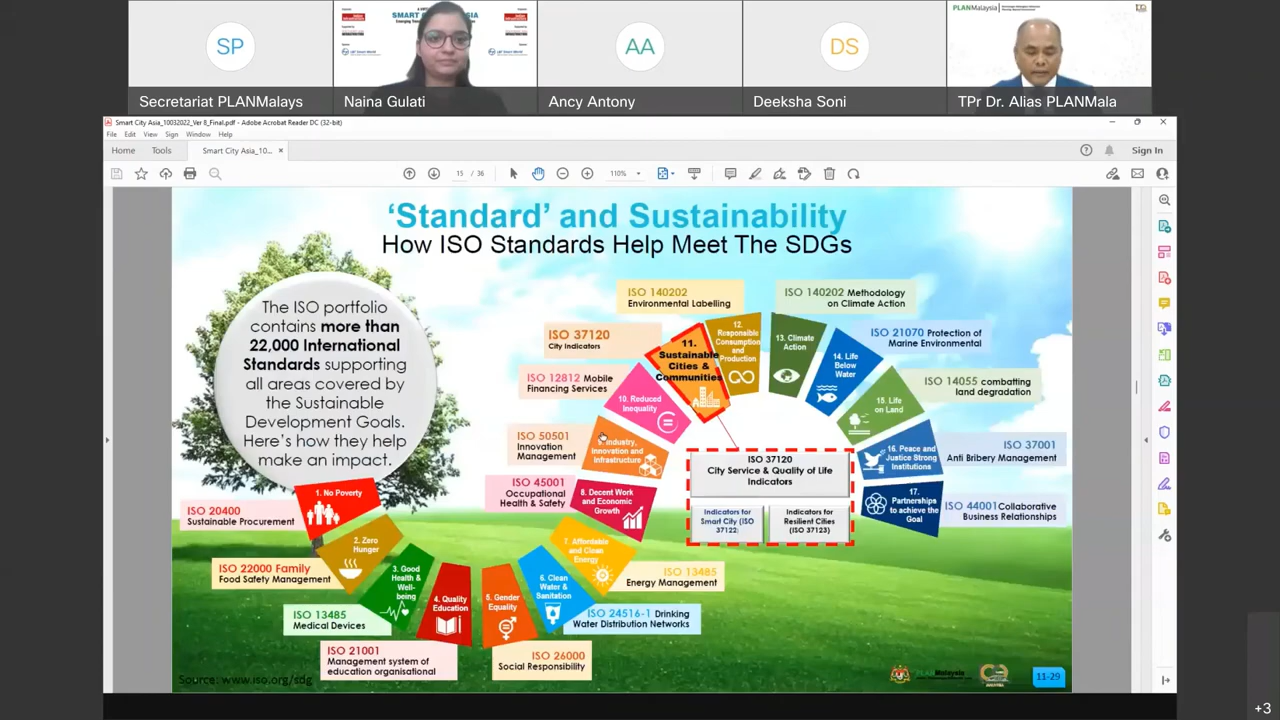 SP
AA
DS
SMART
ASIA
PLANMalaysia
Secretariat PLANMalays
Naina Gulati
Ancy Antony
Deeksha Soni
TPr Dr. Alias PLANMala
Smart City Asia_10032022_Ver 8_Final.pdf - Adobe Acrobat Reader DC (32-bit)
File Edit View Sign Window Help
Home Tools Smart City Asia_10... × Sign In
15 / 36 110%
‘Standard’ and Sustainability
How ISO Standards Help Meet The SDGs
The ISO portfolio
contains more than
22,000 International
Standards supporting
all areas covered by
the Sustainable
Development Goals.
Here’s how they help
make an impact.
ISO 20400
Sustainable Procurement
1. No Poverty
ISO 22000 Family
Food Safety Management
2. Zero
Hunger
ISO 13485
Medical Devices
3. Good
Health &
Well-
being
ISO 21001
Management system of
education organisational
4. Quality
Education
ISO 26000
Social Responsibility
5. Gender
Equality
ISO 24516-1 Drinking
Water Distribution Networks
6. Clean
Water &
Sanitation
ISO 13485
Energy Management
7. Affordable
and Clean
Energy
ISO 45001
Occupational
Health & Safety
8. Decent Work
and Economic
Growth
ISO 50501
Innovation
Management
9. Industry,
Innovation and
Infrastructure
ISO 12812 Mobile
Financing Services
10. Reduced
Inequality
ISO 37120
City Indicators
11.
Sustainable
Cities &
Communities
ISO 140202
Environmental Labelling
12.
Responsible
Consumption
and
Production
ISO 140202 Methodology
on Climate Action
13. Climate
Action
ISO 21070 Protection of
Marine Environmental
14. Life
Below
Water
ISO 14055 combatting
land degradation
15. Life
on Land
ISO 37001
Anti Bribery Management
16. Peace and
Justice Strong
Institutions
ISO 44001Collaborative
Business Relationships
17.
Partnerships
to achieve the
Goal
ISO 37120
City Service & Quality of Life
Indicators
Indicators for
Smart City (ISO
37122)
Indicators for
Resilient Cities
(ISO 37123)
Source: www.iso.org/sdg
PLANMalaysia
11-29
+3